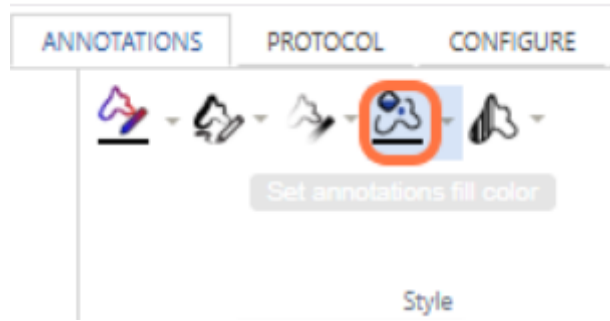 ANNOTATIONS PROTOCOL CONFIGURE
Set annotations fill color
Style